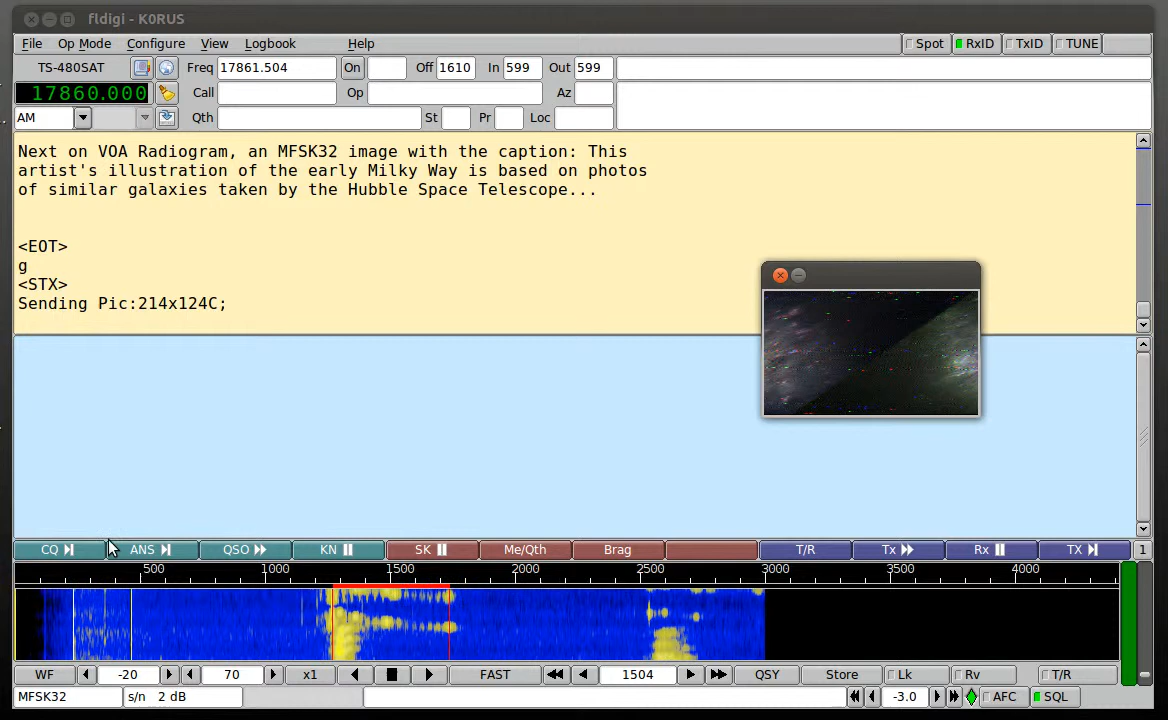 fldigi - K0RUS
File Op Mode Configure View Logbook Help Spot RxID TxID TUNE
TS-480SAT Freq 17861.504 On Off 1610 In 599 Out 599
17860.000 Call Op Az
AM Qth St Pr Loc
Next on VOA Radiogram, an MFSK32 image with the caption: This
artist's illustration of the early Milky Way is based on photos
of similar galaxies taken by the Hubble Space Telescope...
<EOT>
g
<STX>
Sending Pic:214x124C;
CQ ANS QSO KN SK Me/Qth Brag T/R Tx Rx TX 1
500 1000 1500 2000 2500 3000 3500 4000
WF -20 70 x1 FAST 1504 QSY Store Lk Rv T/R
MFSK32 s/n 2 dB -3.0 AFC SQL